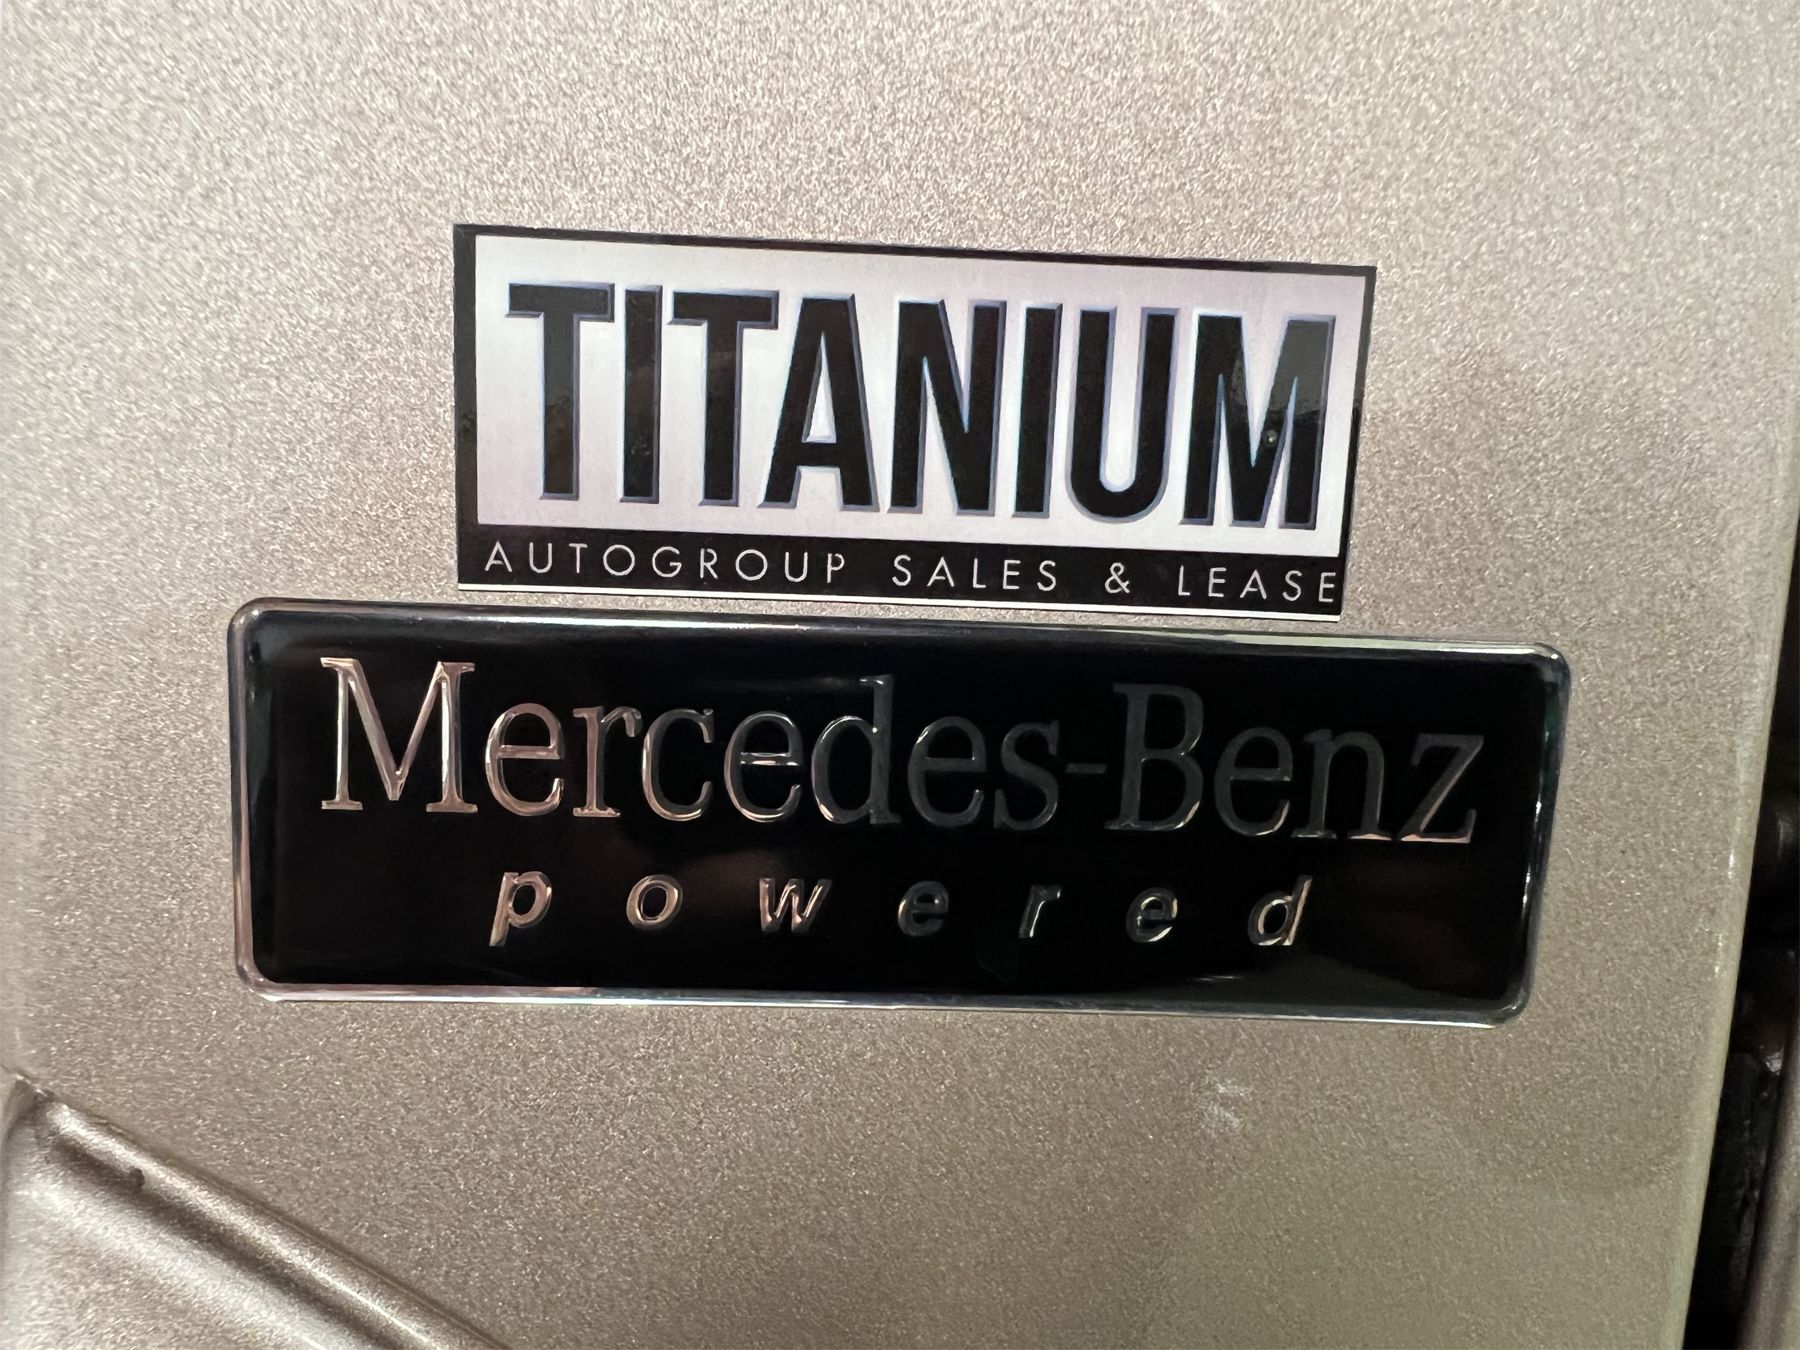 TITANIUM
AUTOGROUP SALES & LEASE
Mercedes-Benz
powered